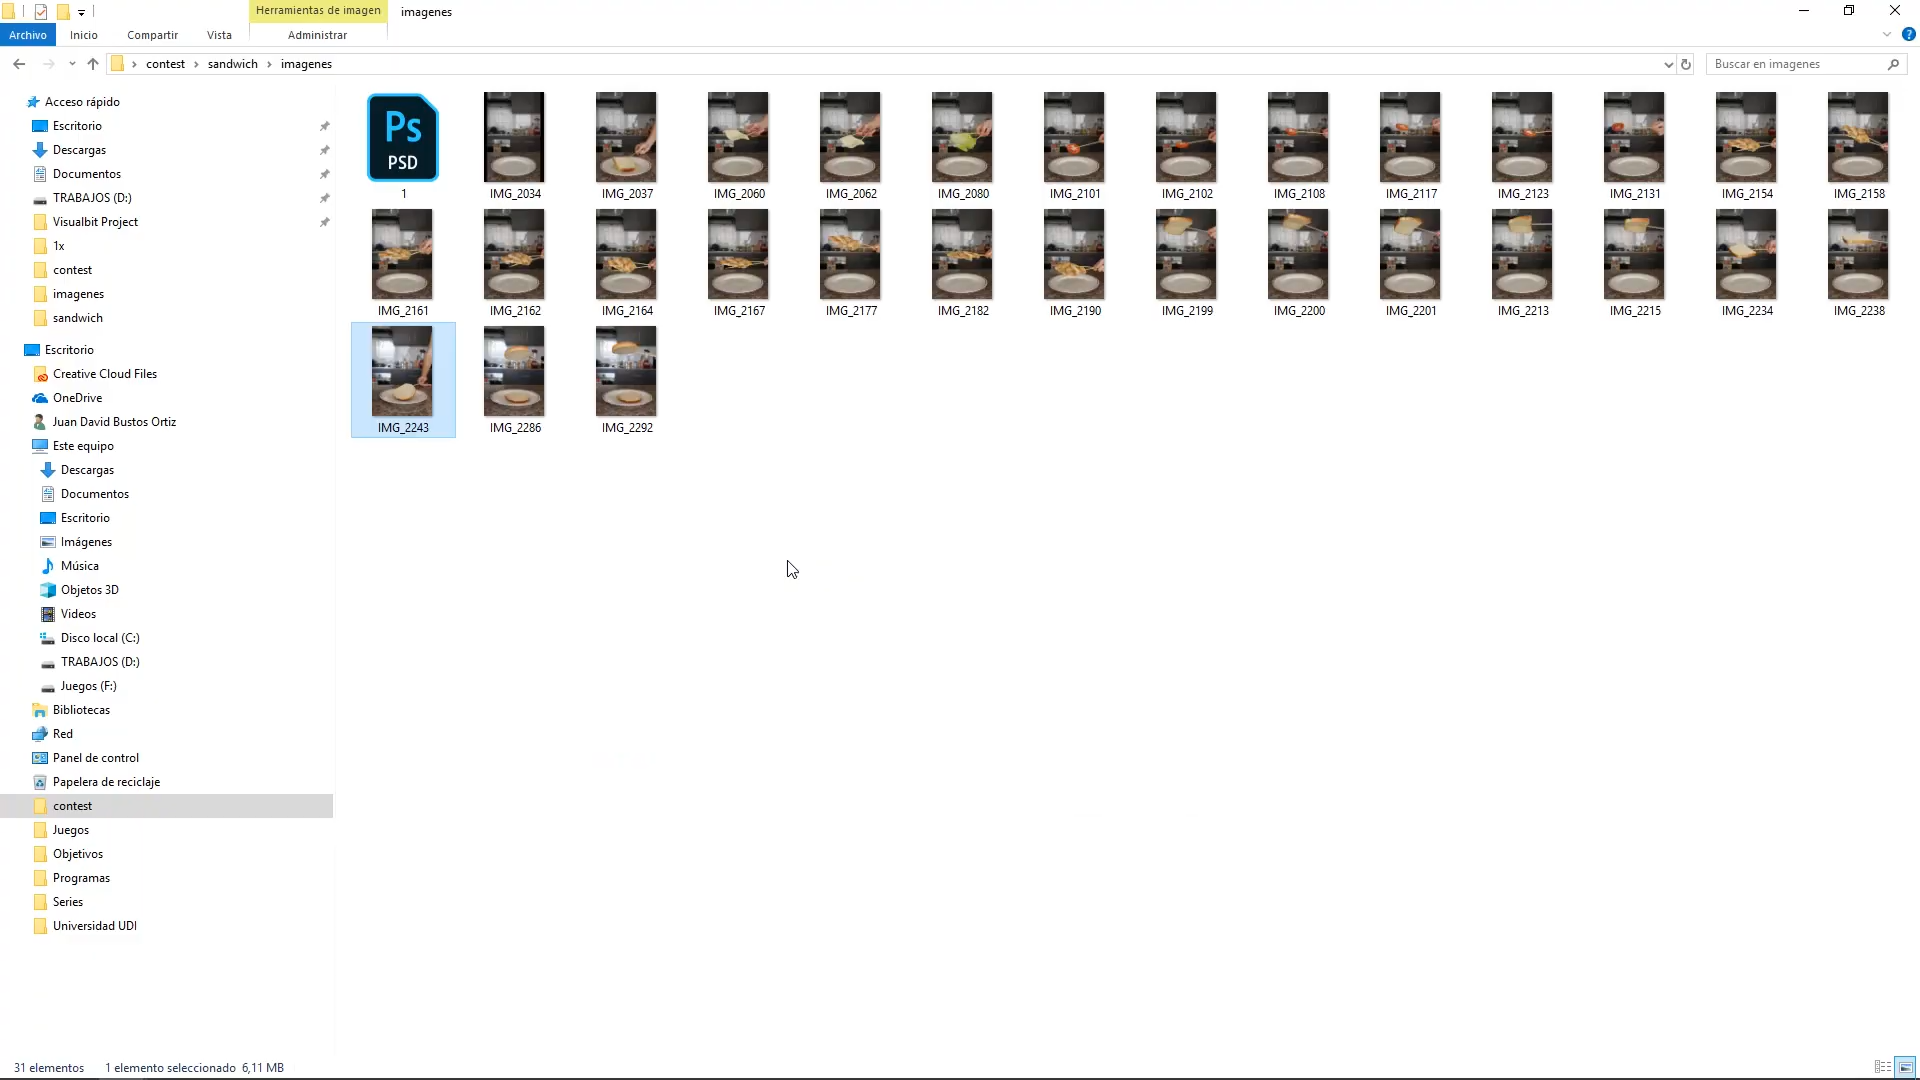 Herramientas de imagen
imagenes
Archivo
Inicio
Compartir
Vista
Administrar
contest
sandwich
imagenes
Buscar en imagenes
Acceso rápido
Escritorio
Descargas
Documentos
TRABAJOS (D:)
Visualbit Project
1x
contest
imagenes
sandwich
Escritorio
Creative Cloud Files
OneDrive
Juan David Bustos Ortiz
Este equipo
Descargas
Documentos
Escritorio
Imágenes
Música
Objetos 3D
Videos
Disco local (C:)
TRABAJOS (D:)
Juegos (F:)
Bibliotecas
Red
Panel de control
Papelera de reciclaje
contest
Juegos
Objetivos
Programas
Series
Universidad UDI
Ps
PSD
1
IMG_2034
IMG_2037
IMG_2060
IMG_2062
IMG_2080
IMG_2101
IMG_2102
IMG_2108
IMG_2117
IMG_2123
IMG_2131
IMG_2154
IMG_2158
IMG_2161
IMG_2162
IMG_2164
IMG_2167
IMG_2177
IMG_2182
IMG_2190
IMG_2199
IMG_2200
IMG_2201
IMG_2213
IMG_2215
IMG_2234
IMG_2238
IMG_2243
IMG_2286
IMG_2292
31 elementos
1 elemento seleccionado 6,11 MB